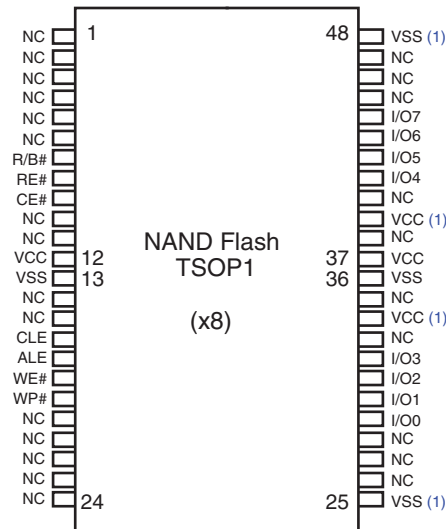 NC 1 48 VSS (1)
NC NC
NC NC
NC NC
NC I/O7
NC I/O6
R/B# I/O5
RE# I/O4
CE# NC
NC VCC (1)
NC NC
VCC 12 37 VCC
VSS 13 36 VSS
NC NC
NC VCC (1)
CLE NC
ALE I/O3
WE# I/O2
WP# I/O1
NC I/O0
NC NC
NC NC
NC NC
NC 24 25 VSS (1)
NAND Flash
TSOP1
(x8)